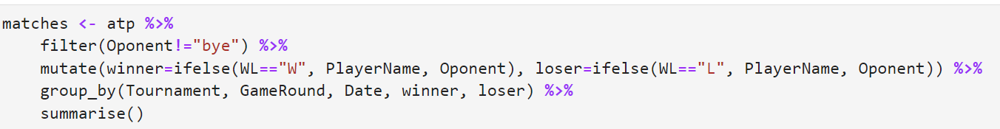 matches <- atp %>%
filter(Oponent!="bye") %>%
mutate(winner=ifelse(WL=="W", PlayerName, Oponent), loser=ifelse(WL=="L", PlayerName, Oponent)) %>%
group_by(Tournament, GameRound, Date, winner, loser) %>%
summarise()